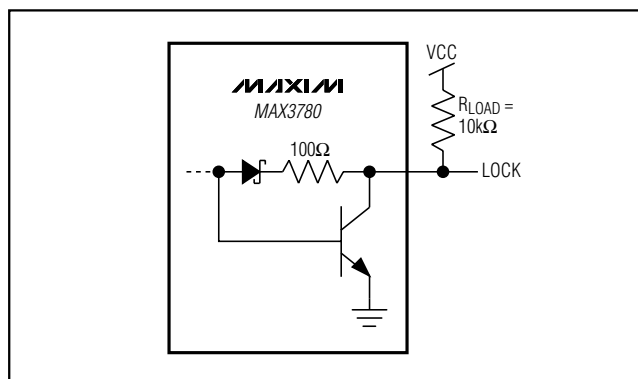 MAXIM
MAX3780
100Ω
VCC
RLOAD =
10kΩ
LOCK